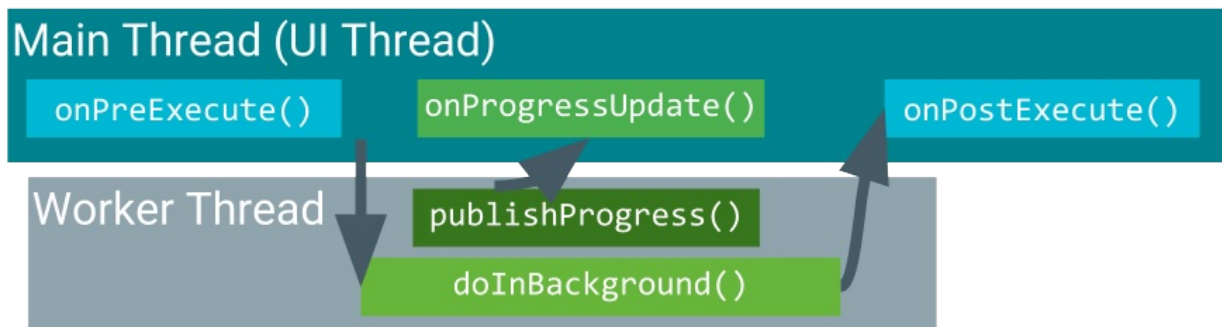 Main Thread (UI Thread)
onPreExecute() onProgressUpdate() onPostExecute()
Worker Thread
publishProgress()
doInBackground()